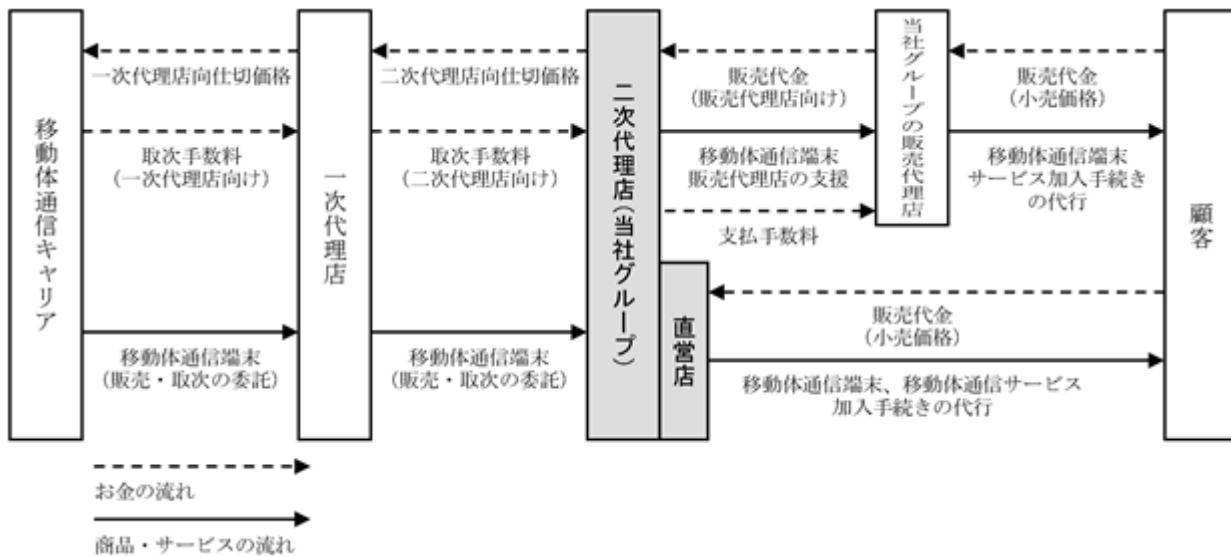 移動体通信キャリア
一次代理店向仕切価格
取次手数料
(一次代理店向け)
移動体通信端末
(販売・取次の委託)
一次代理店
二次代理店向仕切価格
取次手数料
(二次代理店向け)
移動体通信端末
(販売・取次の委託)
二次代理店(当社グループ)
直営店
販売代金
(販売代理店向け)
移動体通信端末
販売代理店の支援
支払手数料
当社グループの販売代理店
販売代金
(小売価格)
移動体通信端末
サービス加入手続き
の代行
販売代金
(小売価格)
移動体通信端末、移動体通信サービス
加入手続きの代行
顧客
お金の流れ
商品・サービスの流れ